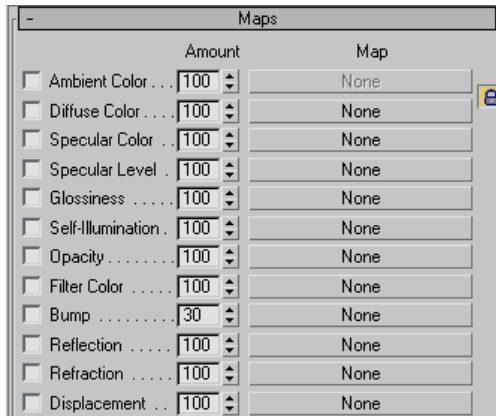 - Maps
Amount Map
Ambient Color . . . 100 None
Diffuse Color . . . . 100 None
Specular Color . . 100 None
Specular Level . 100 None
Glossiness . . . . . 100 None
Self-Illumination . 100 None
Opacity . . . . . . . . 100 None
Filter Color . . . . . 100 None
Bump . . . . . . . . . 30 None
Reflection . . . . . 100 None
Refraction . . . . . 100 None
Displacement . . 100 None